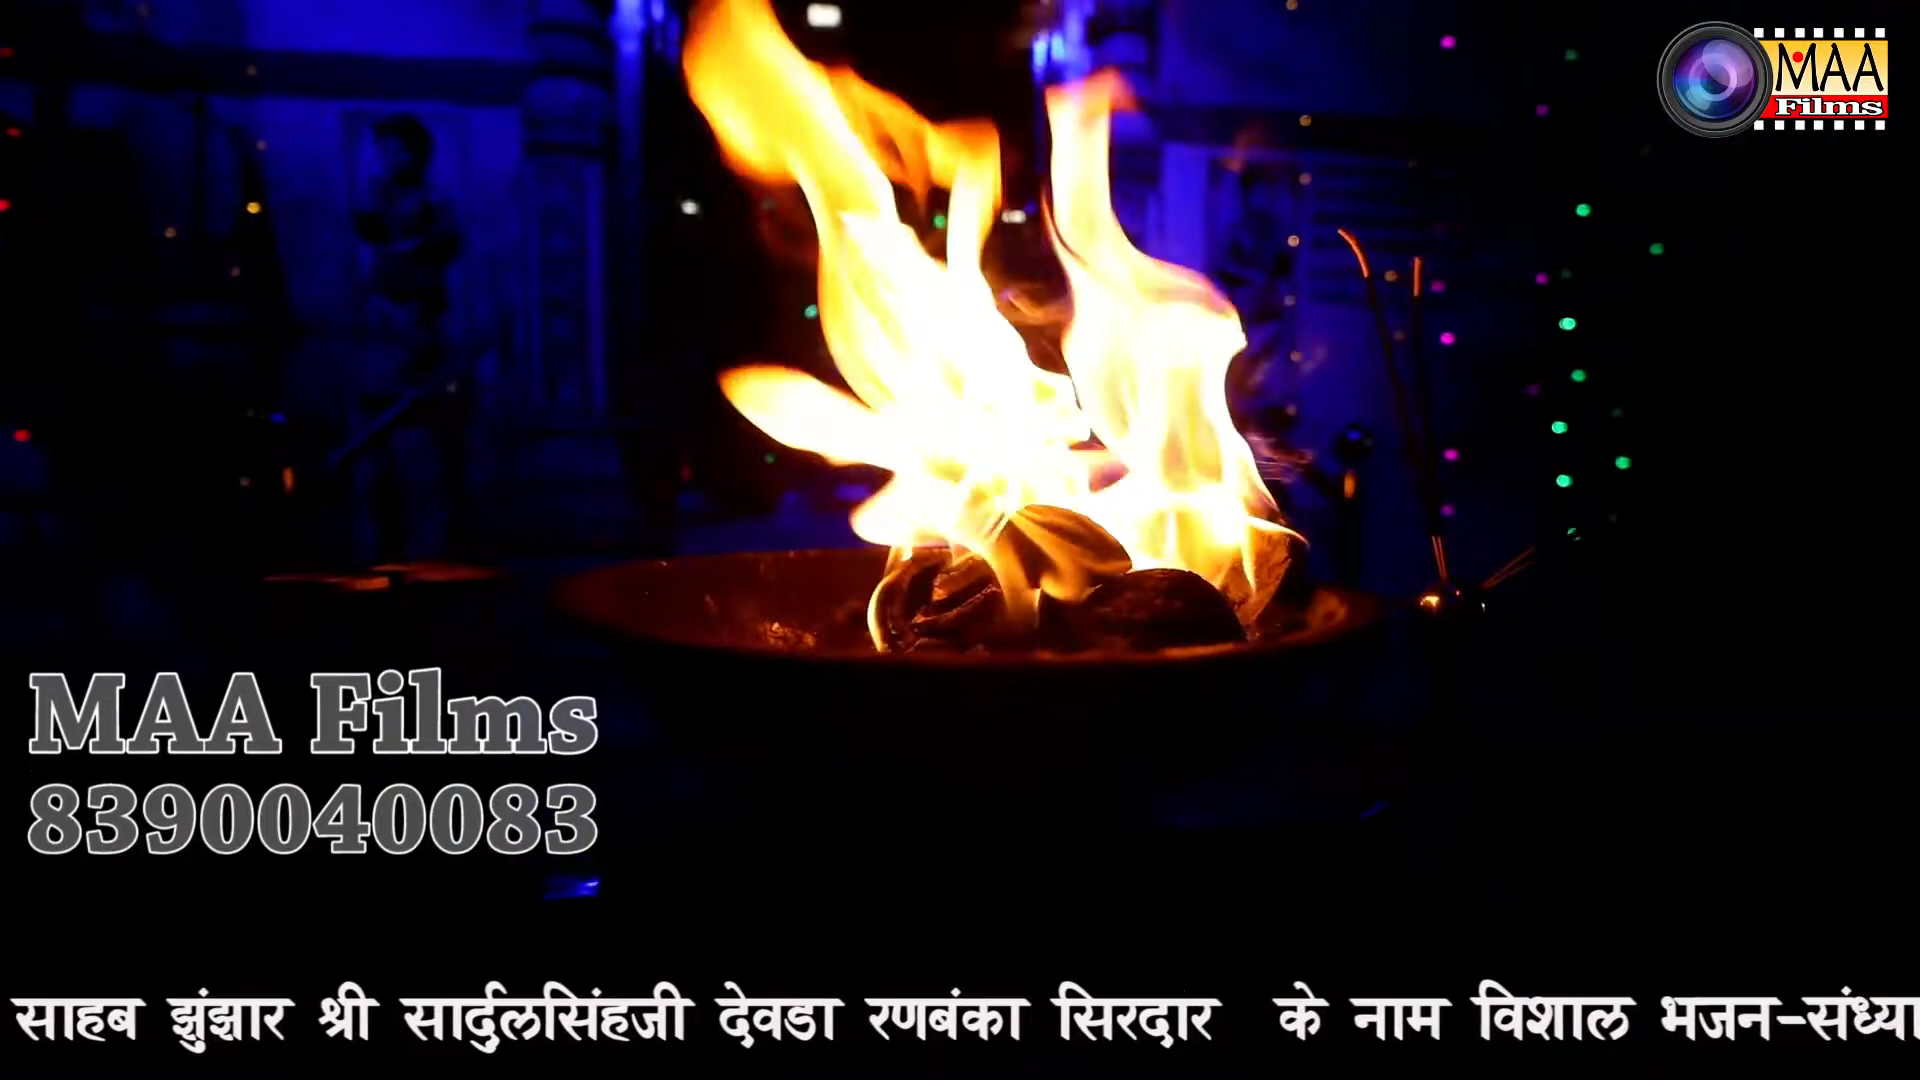 MAA
Films
MAA Films
8390040083
साहब झुंझार श्री सार्दुलसिंहजी देवडा रणबंका सिरदार के नाम विशाल भजन-संध्या